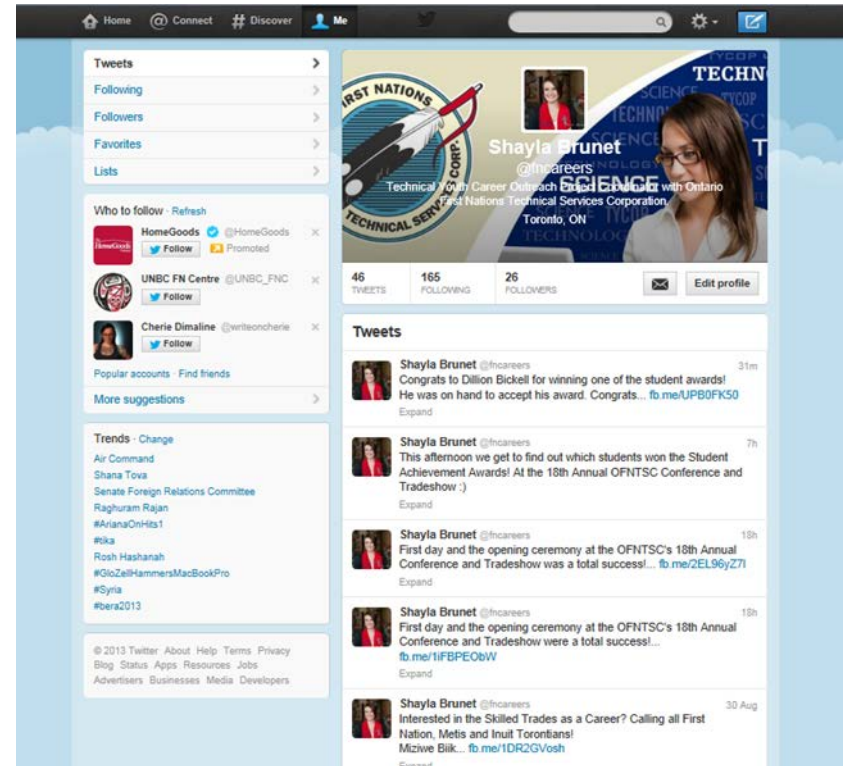 Home @ Connect # Discover Me
Tweets
Following
Followers
Favorites
Lists
Who to follow · Refresh
HomeGoods @HomeGoods
Follow Promoted
UNBC FN Centre @UNBC_FNC
Follow
Cherie Dimaline @writeoncherie
Follow
Popular accounts · Find friends
More suggestions
Trends · Change
Air Command
Shana Tova
Senate Foreign Relations Committee
Raghuram Rajan
#ArianaOnHits1
#tika
Rosh Hashanah
#GloZellHammersMacBookPro
#Syria
#bera2013
© 2013 Twitter About Help Terms Privacy
Blog Status Apps Resources Jobs
Advertisers Businesses Media Developers
FIRST NATIONS
TECHNICAL SERVICES CORP.
TYCOP
TECHN
SCIENCE
TYCOP
TECHNO
SCIENCE
SCIENCE
TECHNOLOGY
Shayla Brunet
@fncareers
Technical Youth Career Outreach Project Coordinator with Ontario
First Nations Technical Services Corporation.
Toronto, ON
46 165 26
TWEETS FOLLOWING FOLLOWERS
Edit profile
Tweets
Shayla Brunet @fncareers 31m
Congrats to Dillion Bickell for winning one of the student awards!
He was on hand to accept his award. Congrats... fb.me/UPB0FK50
Expand
Shayla Brunet @fncareers 7h
This afternoon we get to find out which students won the Student
Achievement Awards! At the 18th Annual OFNTSC Conference and
Tradeshow :)
Expand
Shayla Brunet @fncareers 18h
First day and the opening ceremony at the OFNTSC's 18th Annual
Conference and Tradeshow was a total success!... fb.me/2EL96yZ7I
Expand
Shayla Brunet @fncareers 18h
First day and the opening ceremony at the OFNTSC's 18th Annual
Conference and Tradeshow were a total success!...
fb.me/1iFBPEObW
Expand
Shayla Brunet @fncareers 30 Aug
Interested in the Skilled Trades as a Career? Calling all First
Nation, Metis and Inuit Torontians!
Miziwe Biik... fb.me/1DR2GVosh
Expand